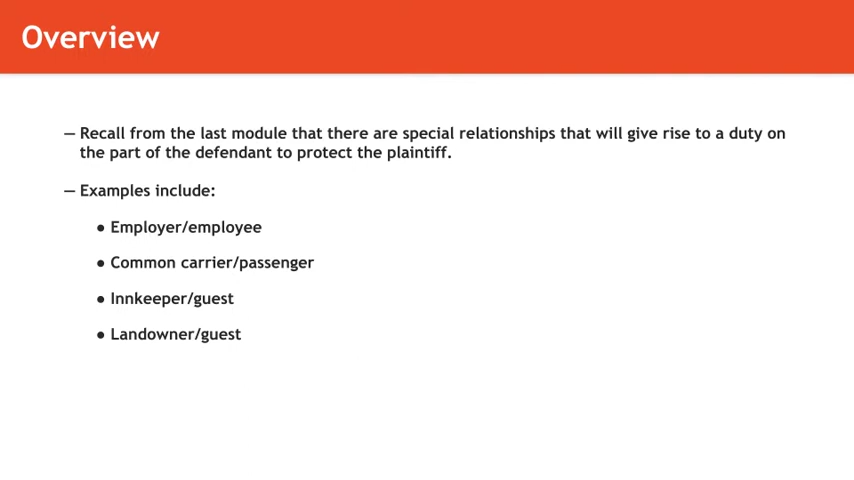 Overview
— Recall from the last module that there are special relationships that will give rise to a duty on
the part of the defendant to protect the plaintiff.
— Examples include:
● Employer/employee
● Common carrier/passenger
● Innkeeper/guest
● Landowner/guest